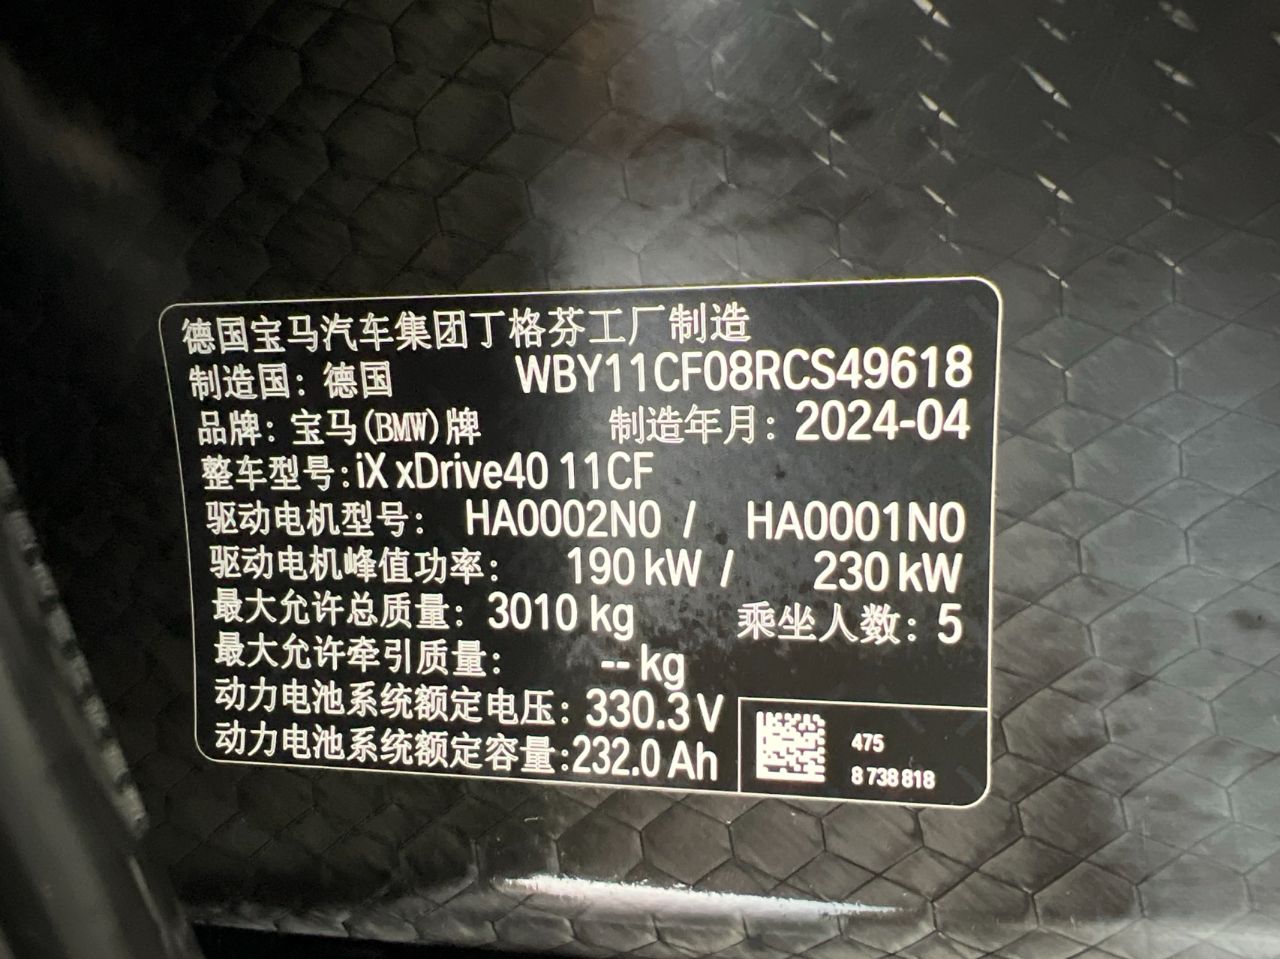 德国宝马汽车集团丁格芬工厂制造
制造国：德国 WBY11CF08RCS49618
品牌：宝马(BMW)牌 制造年月：2024-04
整车型号:iX xDrive40 11CF
驱动电机型号： HA0002N0 / HA0001N0
驱动电机峰值功率： 190 kW / 230 kW
最大允许总质量：3010 kg 乘坐人数：5
最大允许牵引质量： -- kg
动力电池系统额定电压：330.3 V
动力电池系统额定容量:232.0 Ah
475
8 738 818